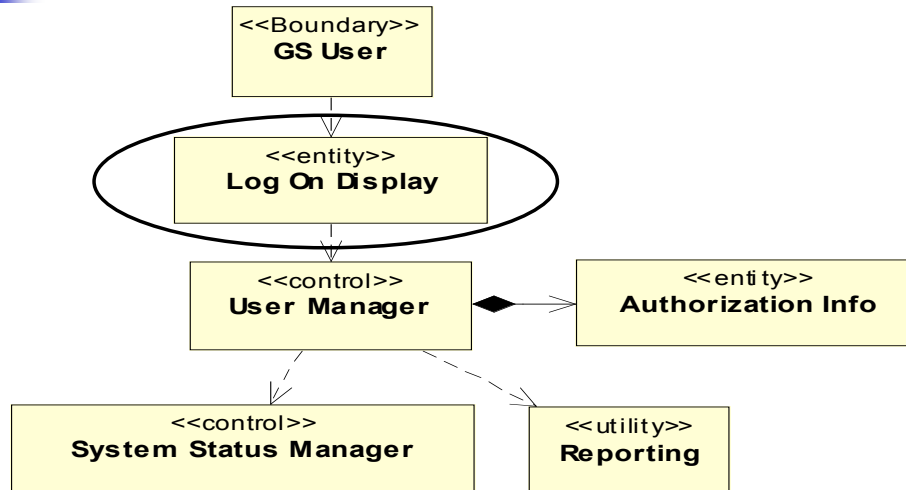 <<Boundary>>
GS User
<<entity>>
Log On Display
<<control>>
User Manager
<<entity>>
Authorization Info
<<control>>
System Status Manager
<<utility>>
Reporting